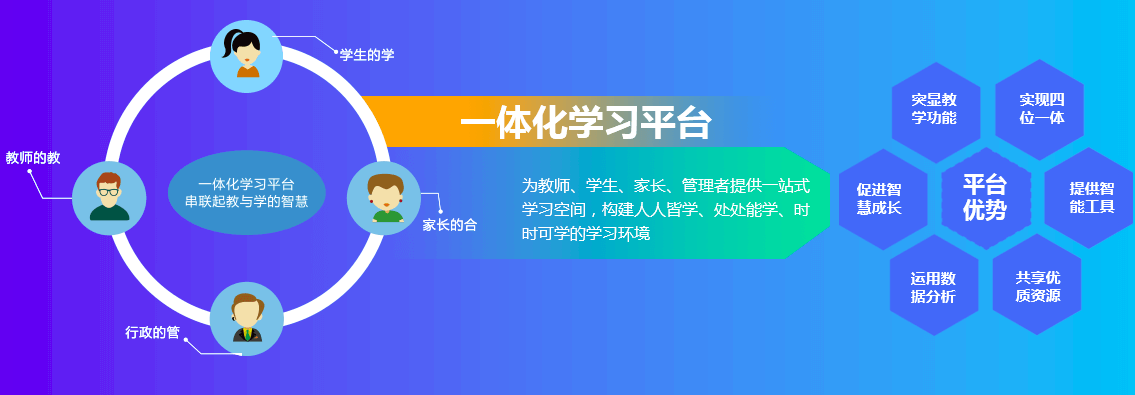 学生的学
教师的教
一体化学习平台
串联起教与学的智慧
家长的合
行政的管
一体化学习平台
为教师、学生、家长、管理者提供一站式
学习空间，构建人人皆学、处处能学、时
时可学的学习环境
突显教
学功能
实现四
位一体
促进智
慧成长
平台
优势
提供智
能工具
运用数
据分析
共享优
质资源